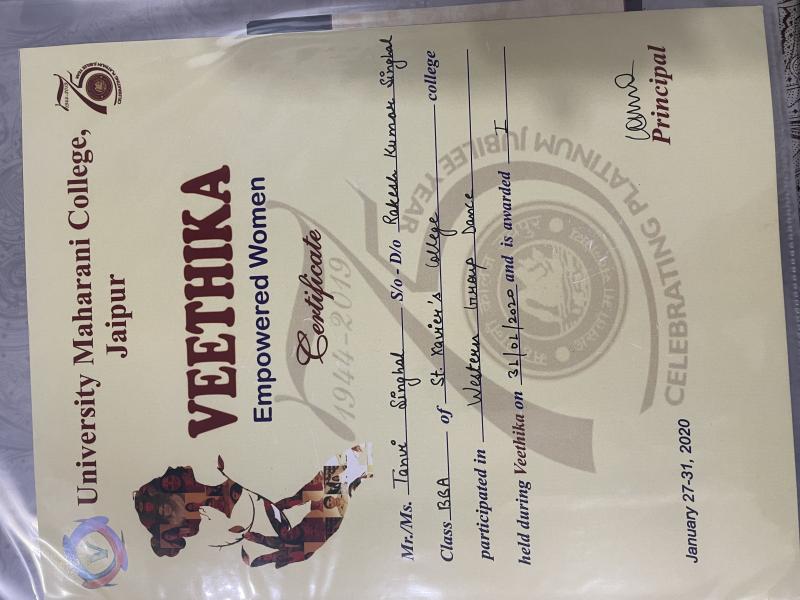 University Maharani College,
Jaipur
VEETHIKA
Empowered Women
Certificate
1944-2019
Mr./Ms. Tanvi Singhal S/o - D/o Rakesh Kumar Singhal
Class BBA of St. Xavier's College college
participated in Western Group Dance
held during Veethika on 31/01/2020 and is awarded I
Principal
January 27-31, 2020
CELEBRATING PLATINUM JUBILEE YEAR